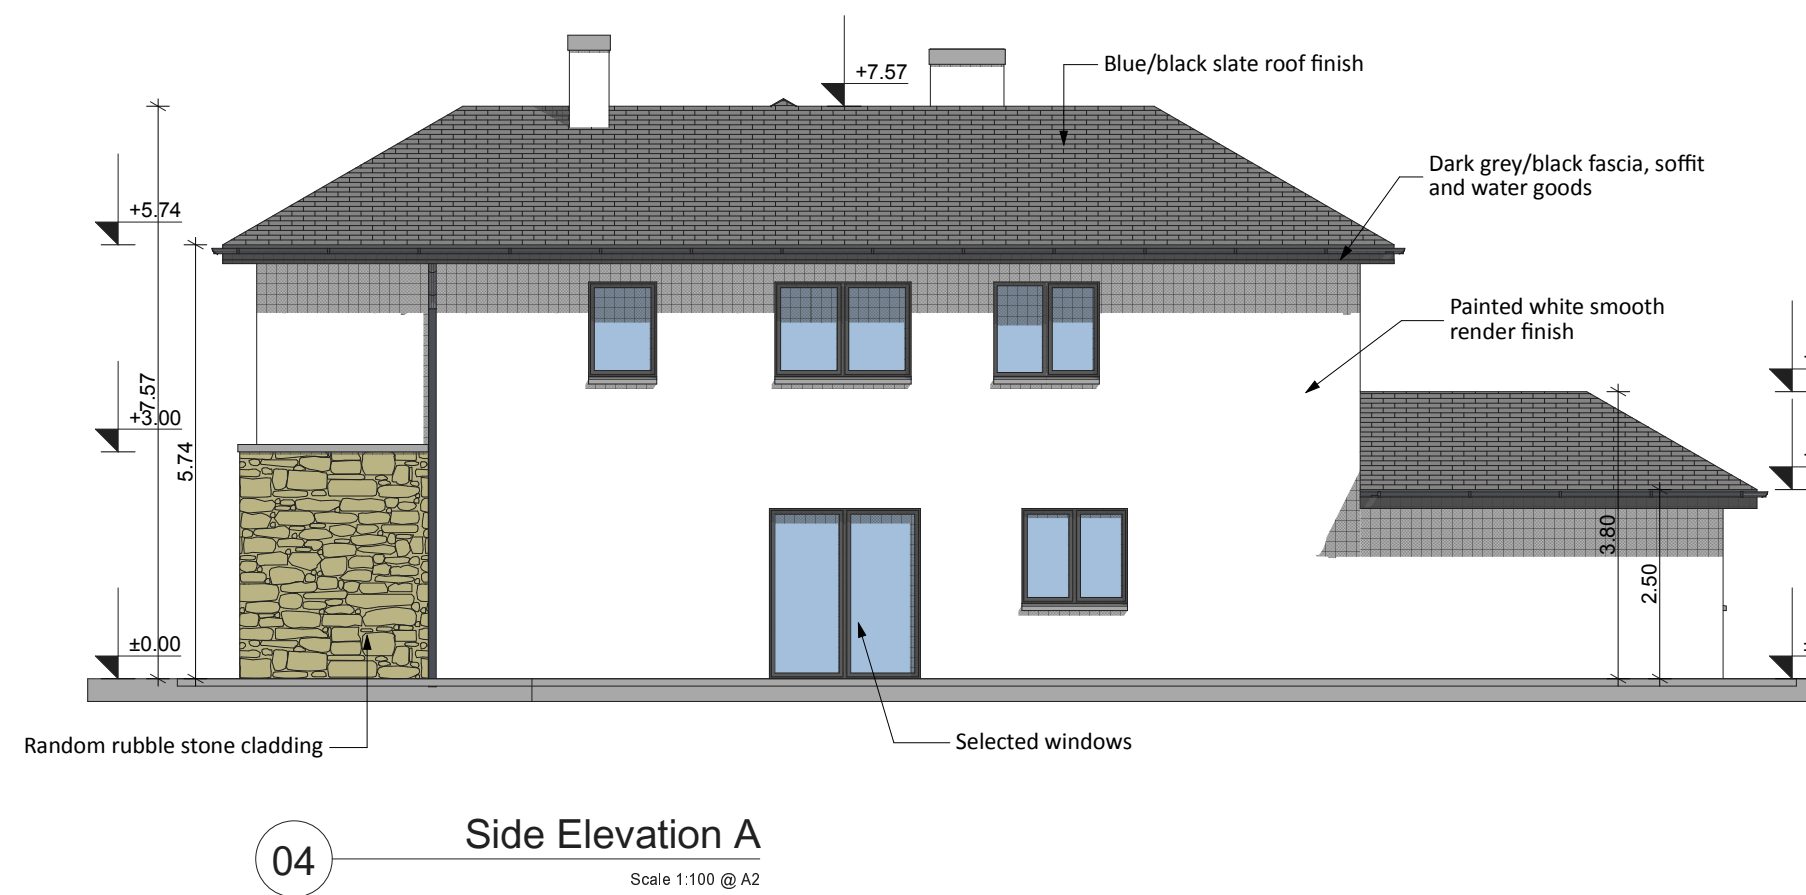 +7.57
Blue/black slate roof finish
Dark grey/black fascia, soffit
and water goods
+5.74
Painted white smooth
render finish
7.57
+3.00
5.74
3.80
2.50
±0.00
Random rubble stone cladding
Selected windows
04
Side Elevation A
Scale 1:100 @ A2